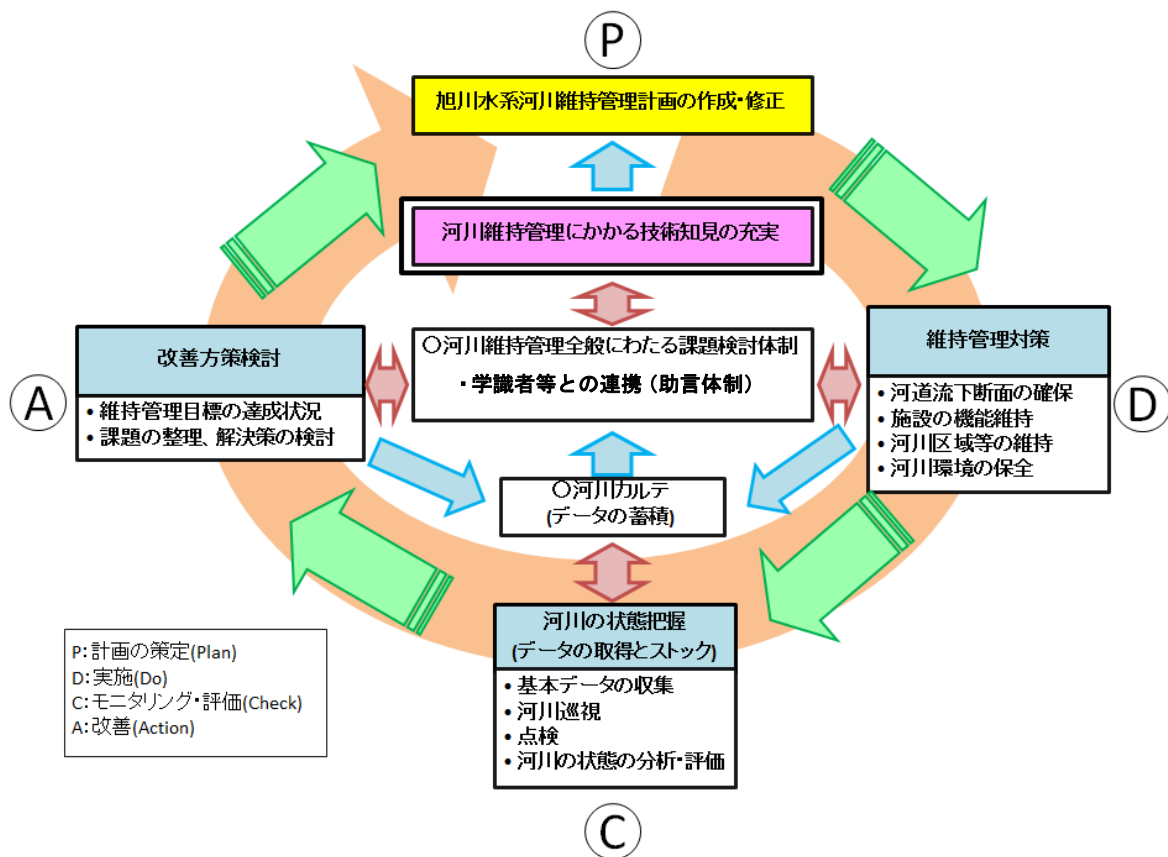 P
旭川水系河川維持管理計画の作成・修正
河川維持管理にかかる技術知見の充実
〇河川維持管理全般にわたる課題検討体制
・学識者等との連携（助言体制）
A
改善方策検討
• 維持管理目標の達成状況
• 課題の整理、解決策の検討
維持管理対策
• 河道流下断面の確保
• 施設の機能維持
• 河川区域等の維持
• 河川環境の保全
D
〇河川カルテ
(データの蓄積)
河川の状態把握
(データの取得とストック)
• 基本データの収集
• 河川巡視
• 点検
• 河川の状態の分析・評価
C
P：計画の策定(Plan)
D：実施(Do)
C：モニタリング・評価(Check)
A：改善(Action)